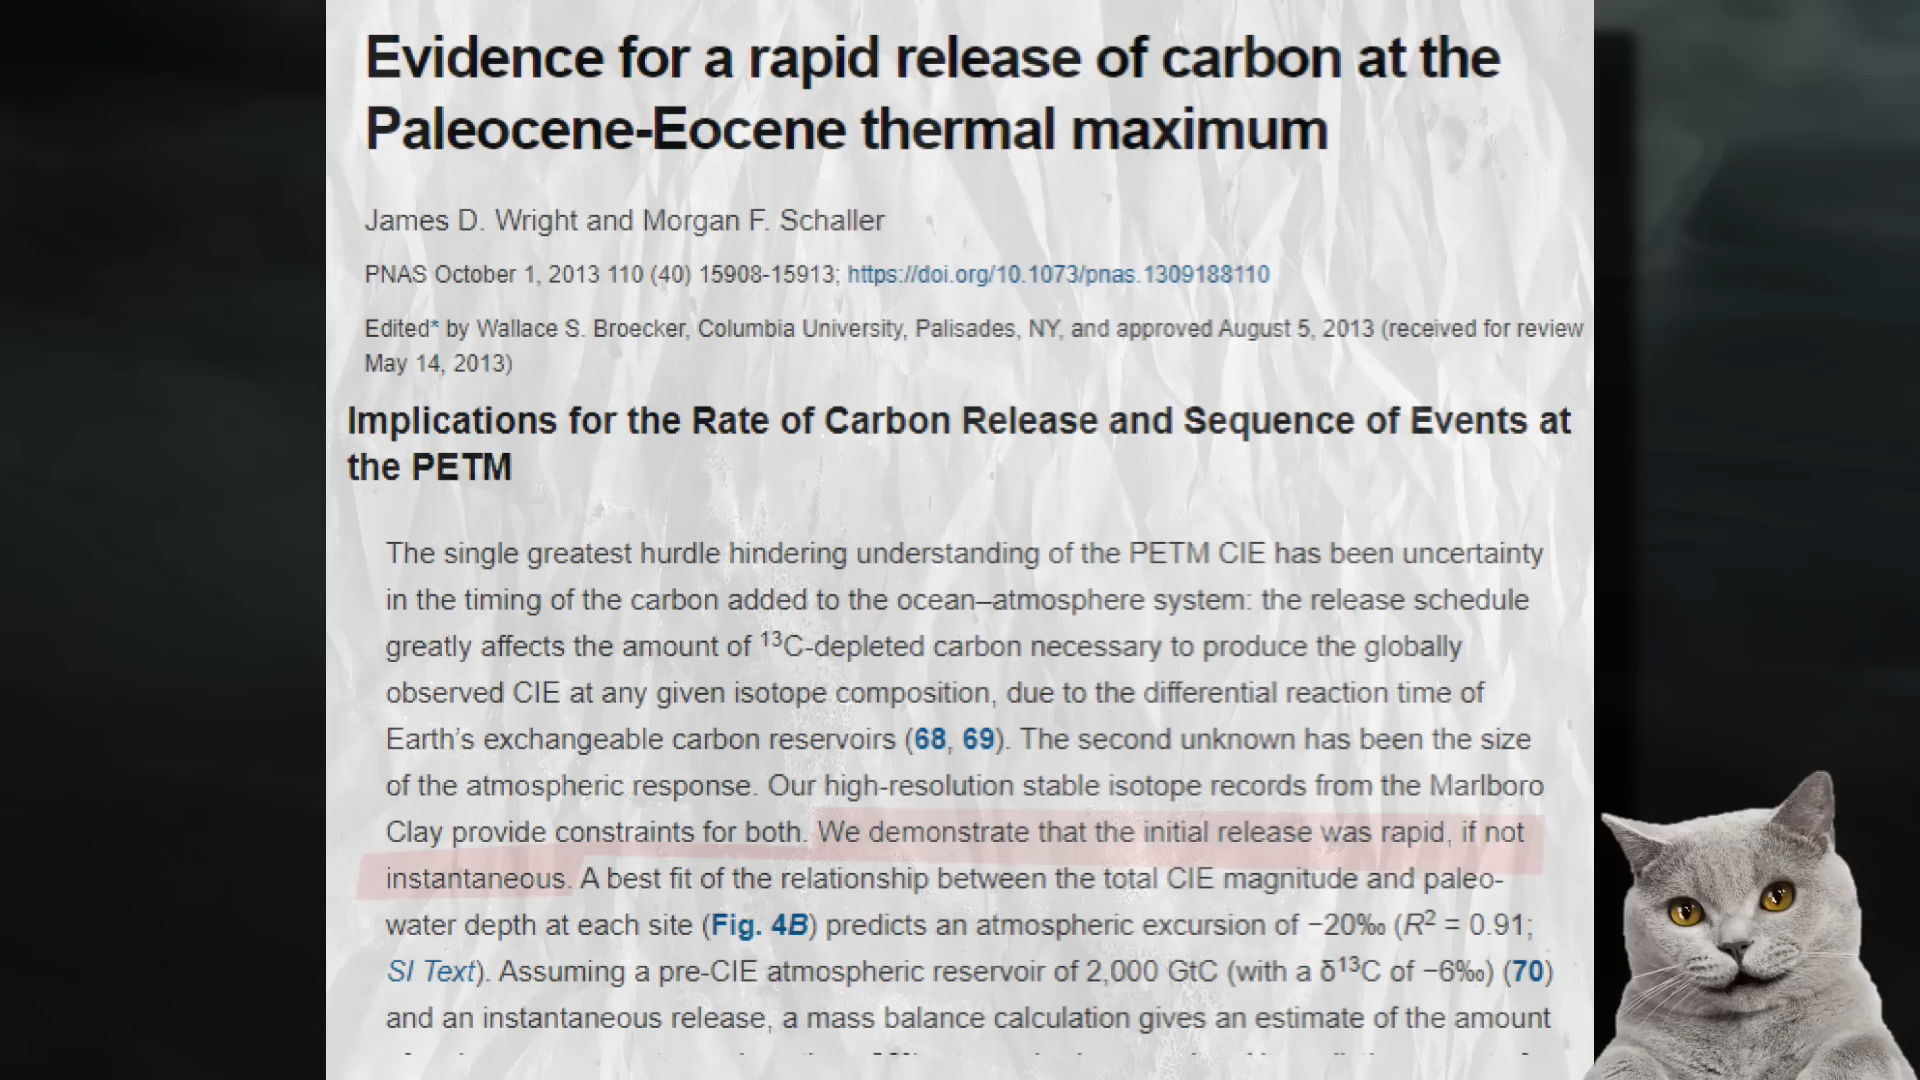 Evidence for a rapid release of carbon at the
Paleocene-Eocene thermal maximum
James D. Wright and Morgan F. Schaller
PNAS October 1, 2013 110 (40) 15908-15913; https://doi.org/10.1073/pnas.1309188110
Edited* by Wallace S. Broecker, Columbia University, Palisades, NY, and approved August 5, 2013 (received for review
May 14, 2013)
Implications for the Rate of Carbon Release and Sequence of Events at
the PETM
The single greatest hurdle hindering understanding of the PETM CIE has been uncertainty
in the timing of the carbon added to the ocean–atmosphere system: the release schedule
greatly affects the amount of ¹³C-depleted carbon necessary to produce the globally
observed CIE at any given isotope composition, due to the differential reaction time of
Earth's exchangeable carbon reservoirs (68, 69). The second unknown has been the size
of the atmospheric response. Our high-resolution stable isotope records from the Marlboro
Clay provide constraints for both. We demonstrate that the initial release was rapid, if not
instantaneous. A best fit of the relationship between the total CIE magnitude and paleo-
water depth at each site (Fig. 4B) predicts an atmospheric excursion of −20‰ (R² = 0.91;
SI Text). Assuming a pre-CIE atmospheric reservoir of 2,000 GtC (with a δ¹³C of −6‰) (70)
and an instantaneous release, a mass balance calculation gives an estimate of the amount